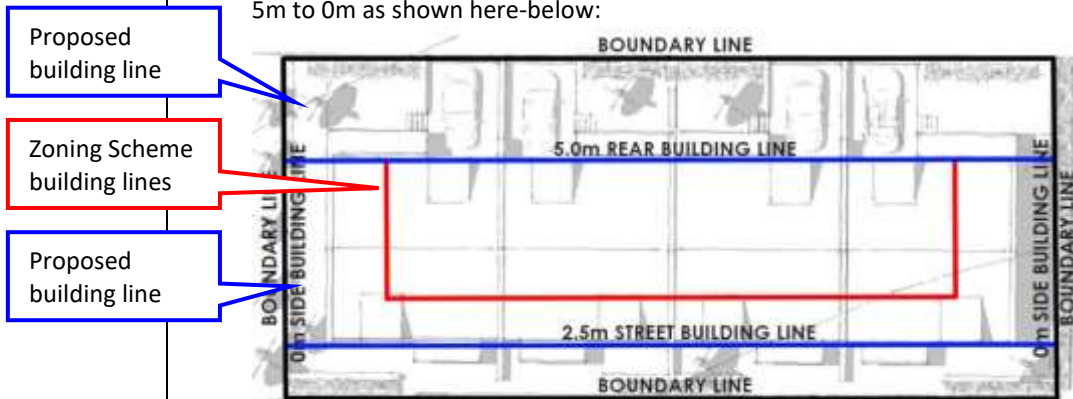 5m to 0m as shown here-below:
Proposed
building line
Zoning Scheme
building lines
Proposed
building line
BOUNDARY LINE
5.0m REAR BUILDING LINE
BOUNDARY LINE
0m SIDE BUILDING LINE
0m SIDE BUILDING LINE
BOUNDARY LINE
2.5m STREET BUILDING LINE
BOUNDARY LINE